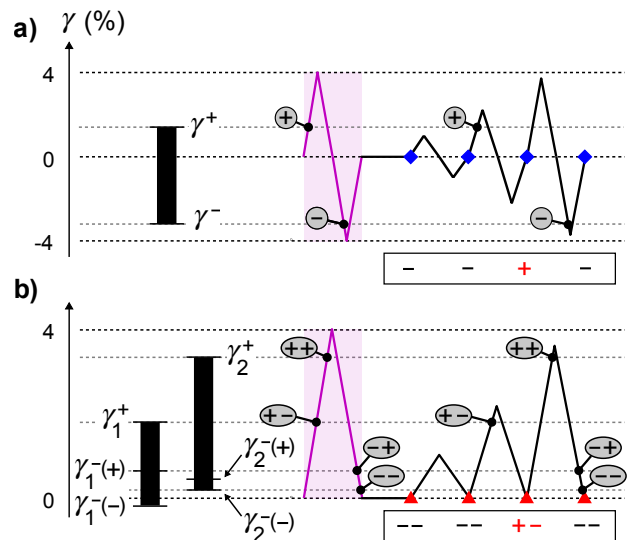 γ (%)
a)
4
+ +
γ⁺
0
γ⁻
− −
-4
− − + −
b)
4
++ ++
γ₂⁺
γ₁⁺
+− +−
γ₂⁻(+)
−+ −+
γ₁⁻(+)
−− −−
γ₁⁻(−)
0
γ₂⁻(−)
−− −− +− −−